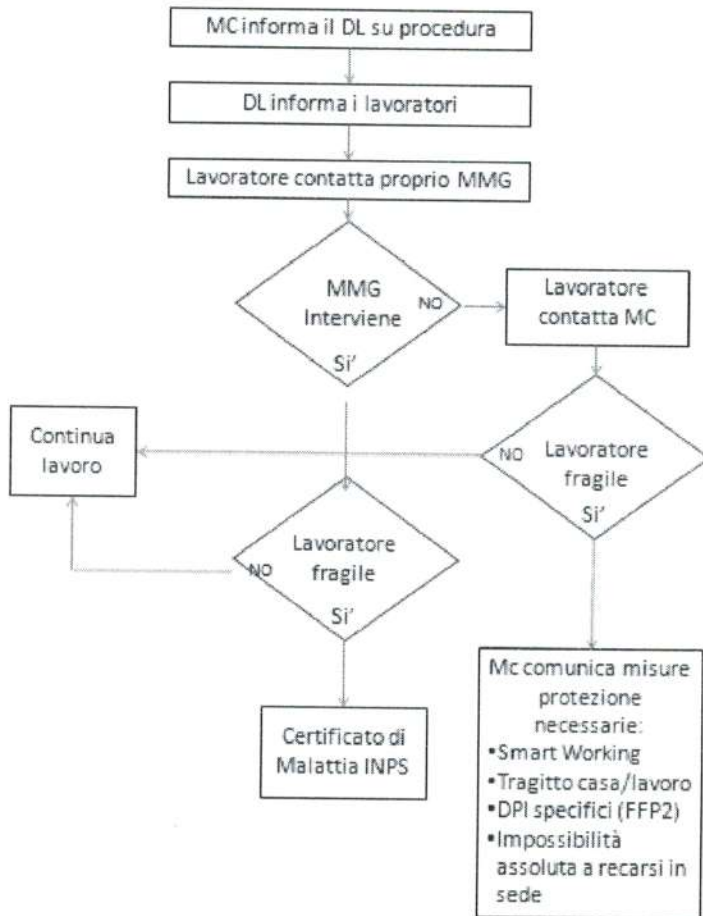 MC informa il DL su procedura
DL informa i lavoratori
Lavoratore contatta proprio MMG
MMG
Interviene
NO
Si'
Lavoratore
contatta MC
Continua
lavoro
NO
Lavoratore
fragile
Si'
Lavoratore
fragile
NO
Si'
Certificato di
Malattia INPS
Mc comunica misure
protezione
necessarie:
•Smart Working
•Tragitto casa/lavoro
•DPI specifici (FFP2)
•Impossibilità
assoluta a recarsi in
sede